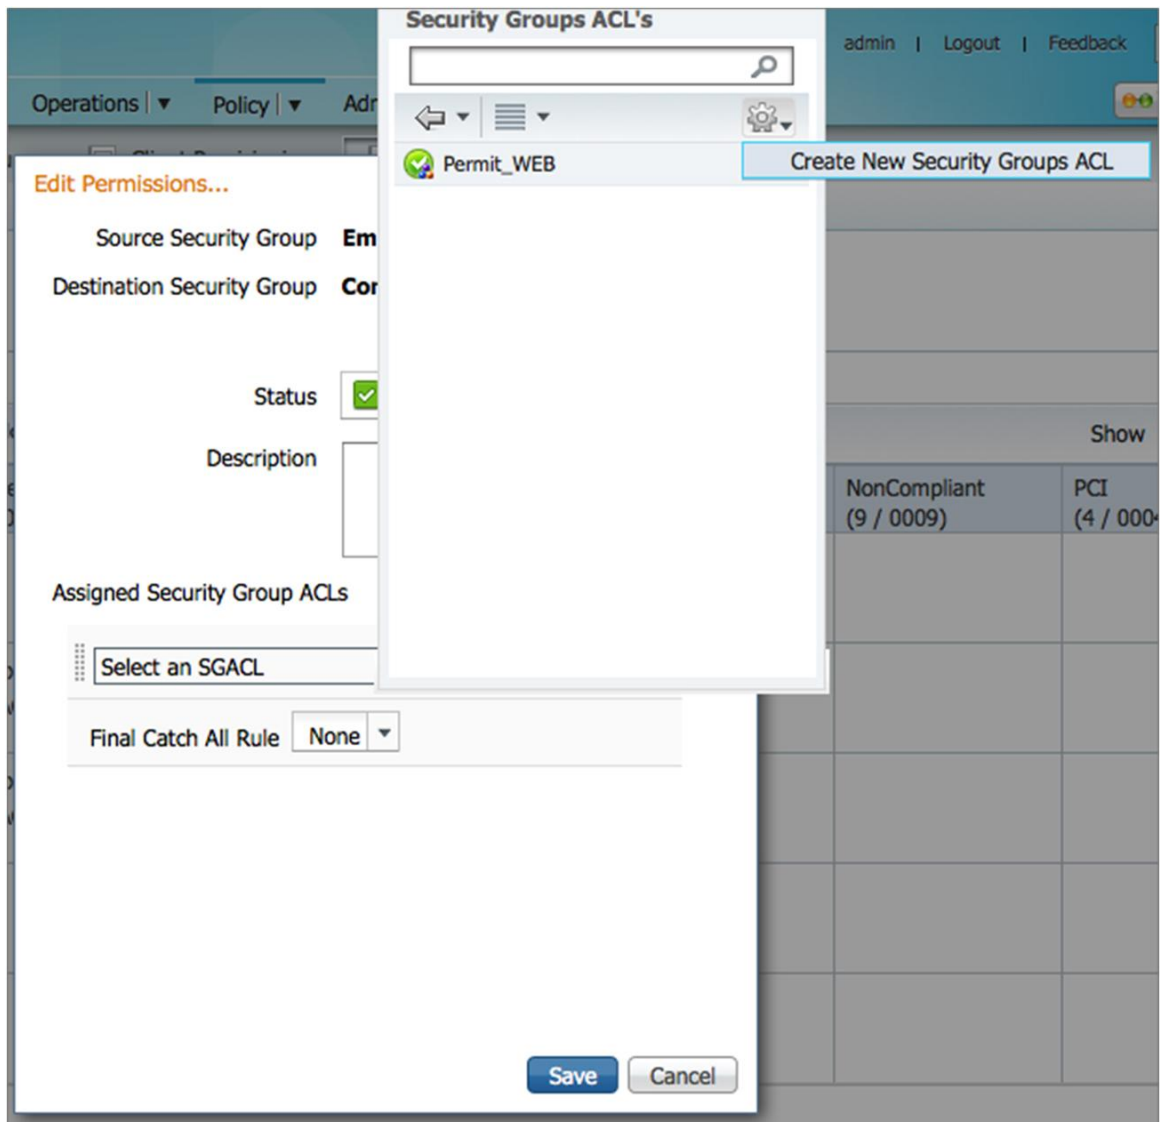 Security Groups ACL's
admin | Logout | Feedback
Operations | ▼ Policy | ▼
Permit_WEB
Create New Security Groups ACL
Edit Permissions...
Source Security Group
Destination Security Group
Status
Description
Show
NonCompliant
(9 / 0009)
PCI
(4 / 000
Assigned Security Group ACLs
Select an SGACL
Final Catch All Rule None
Save Cancel